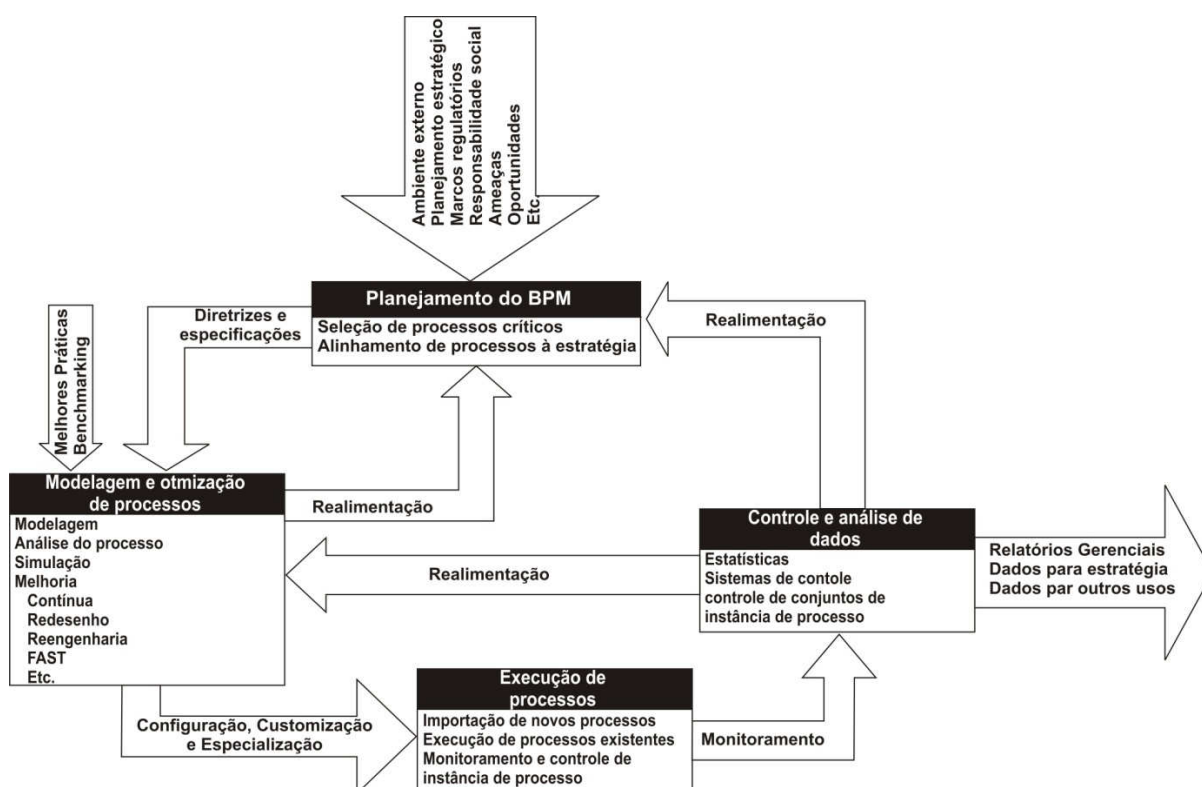 Ambiente externo
Planejamento estratégico
Marcos regulatórios
Responsabilidade social
Ameaças
Oportunidades
Etc.
Planejamento do BPM
Seleção de processos críticos
Alinhamento de processos à estratégia
Diretrizes e
especificações
Realimentação
Melhores Práticas
Benchmarking
Modelagem e otmização
de processos
Modelagem
Análise do processo
Simulação
Melhoria
Contínua
Redesenho
Reengenharia
FAST
Etc.
Realimentação
Realimentação
Controle e análise de
dados
Estatísticas
Sistemas de contole
controle de conjuntos de
instância de processo
Relatórios Gerenciais
Dados para estratégia
Dados par outros usos
Configuração, Customização
e Especialização
Execução de
processos
Importação de novos processos
Execução de processos existentes
Monitoramento e controle de
instância de processo
Monitoramento